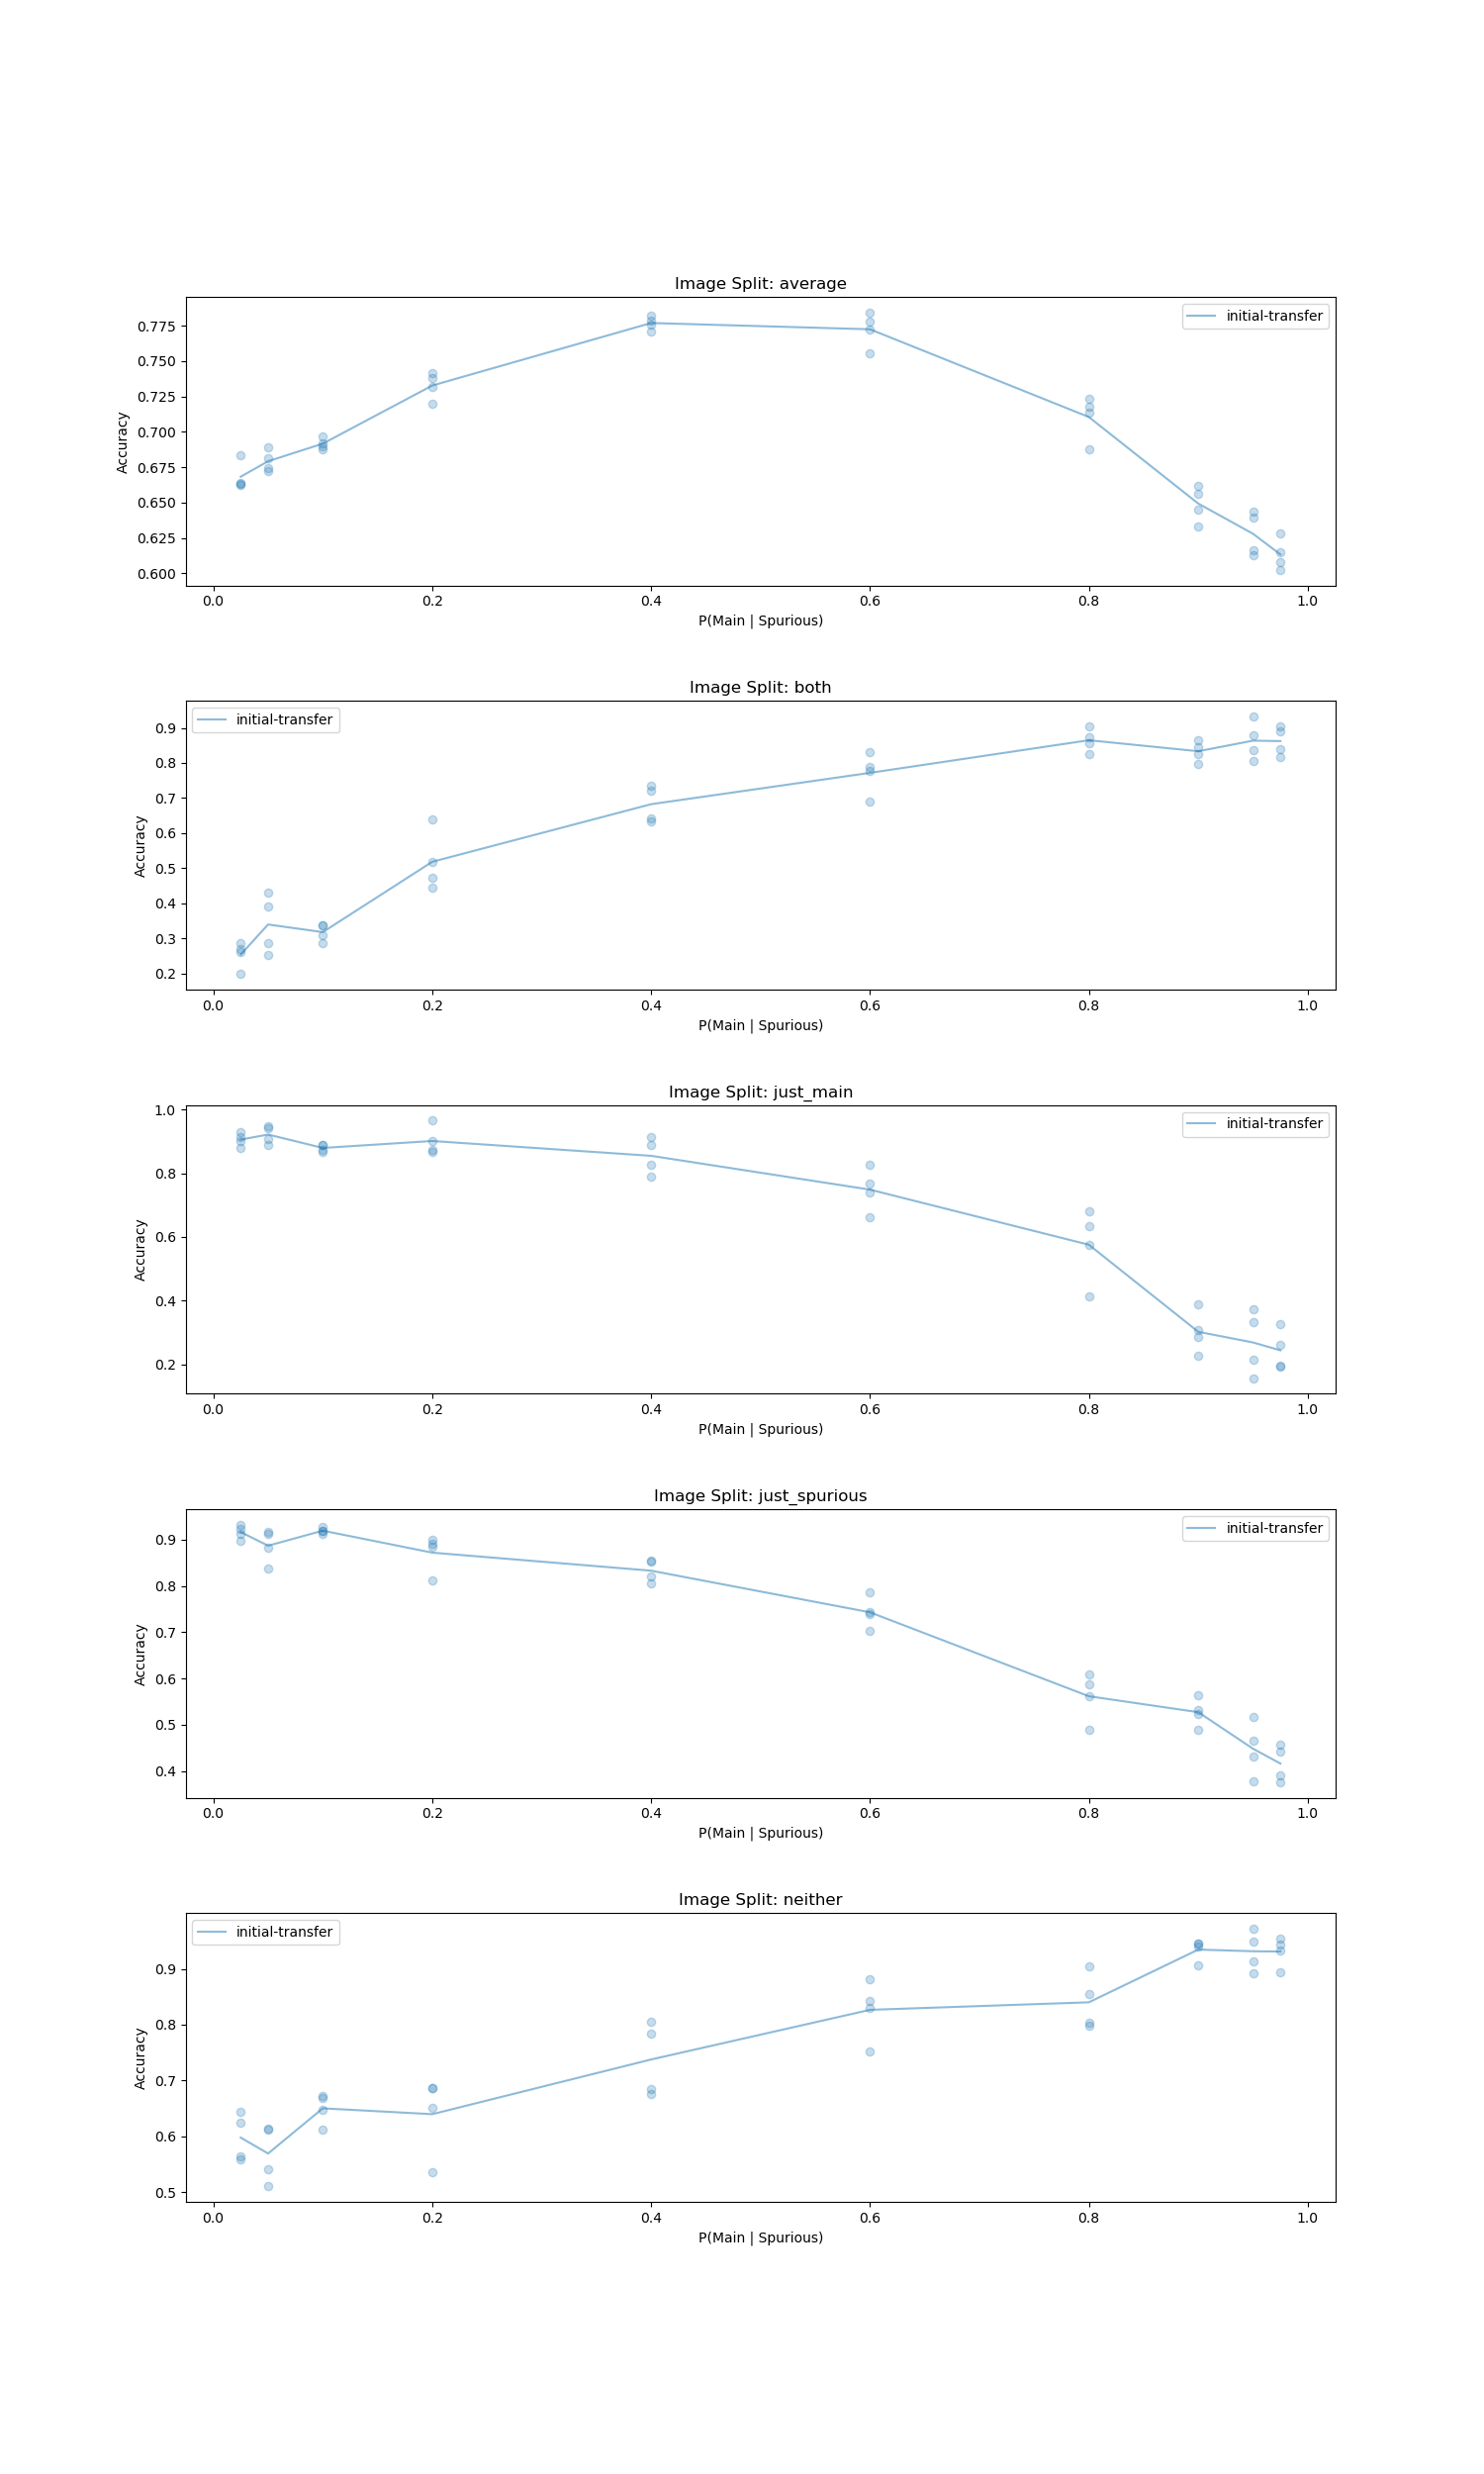 Image Split: average
initial-transfer
Accuracy
0.775
0.750
0.725
0.700
0.675
0.650
0.625
0.600
0.0 0.2 0.4 0.6 0.8 1.0
P(Main | Spurious)
Image Split: both
initial-transfer
Accuracy
0.9
0.8
0.7
0.6
0.5
0.4
0.3
0.2
0.0 0.2 0.4 0.6 0.8 1.0
P(Main | Spurious)
Image Split: just_main
initial-transfer
Accuracy
1.0
0.8
0.6
0.4
0.2
0.0 0.2 0.4 0.6 0.8 1.0
P(Main | Spurious)
Image Split: just_spurious
initial-transfer
Accuracy
0.9
0.8
0.7
0.6
0.5
0.4
0.0 0.2 0.4 0.6 0.8 1.0
P(Main | Spurious)
Image Split: neither
initial-transfer
Accuracy
0.9
0.8
0.7
0.6
0.5
0.0 0.2 0.4 0.6 0.8 1.0
P(Main | Spurious)